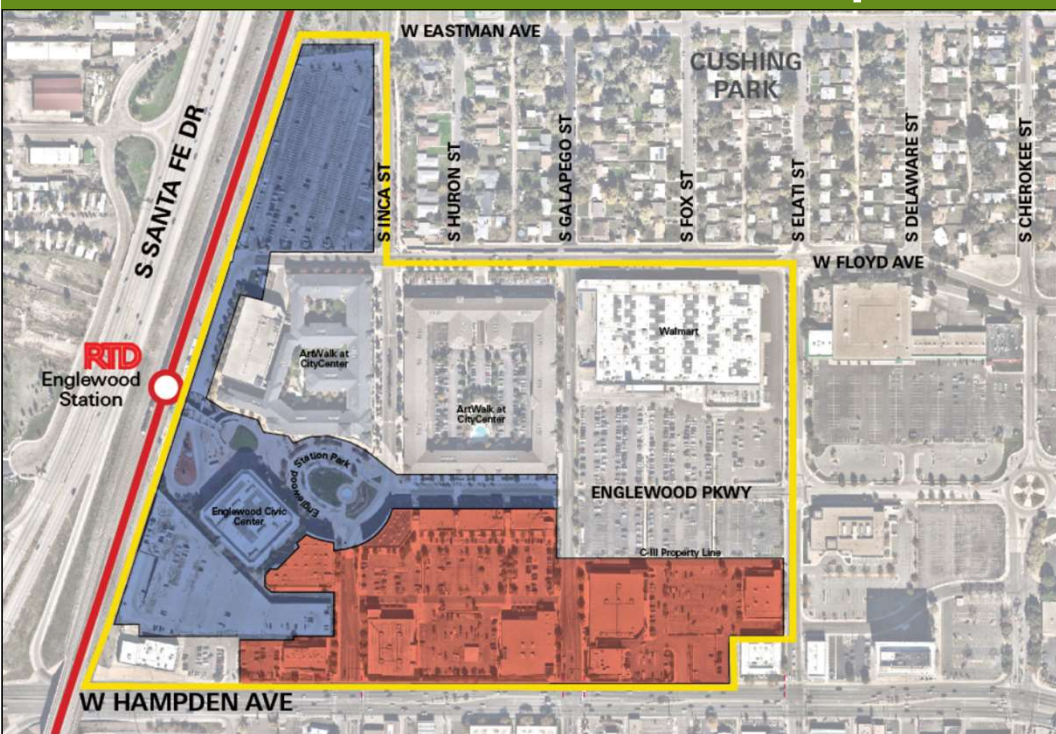 W EASTMAN AVE
CUSHING
PARK
S SANTA FE DR
S INCA ST
S HURON ST
S GALAPEGO ST
S FOX ST
S ELATI ST
S DELAWARE ST
S CHEROKEE ST
W FLOYD AVE
Walmart
RTD
Englewood
Station
ArtWalk at
CityCenter
ArtWalk at
CityCenter
Englewood Station Park
ENGLEWOOD PKWY
Englewood Civic
Center
C-III Property Line
W HAMPDEN AVE